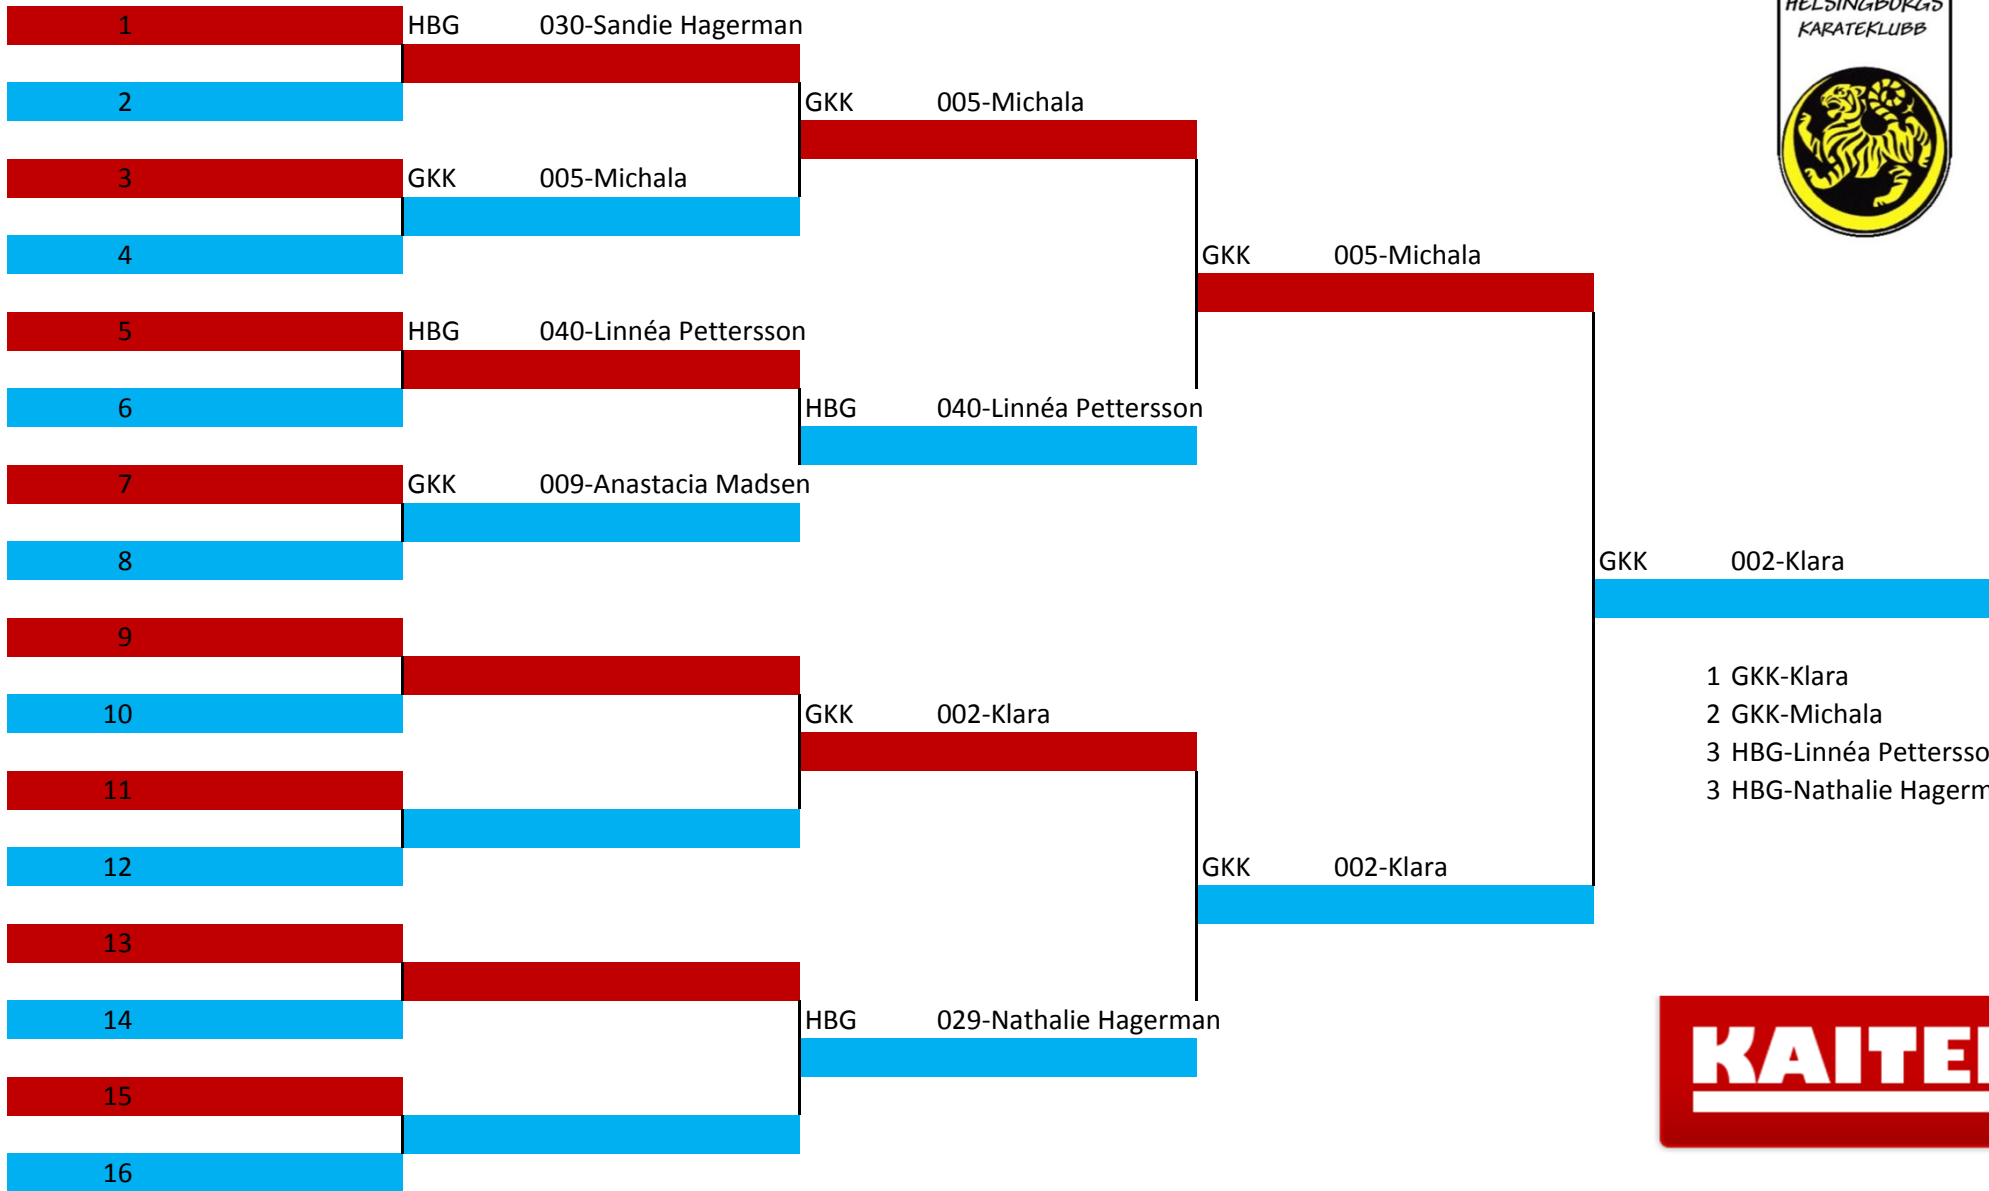 HELSINGBORGS
KARATEKLUBB
1 HBG 030-Sandie Hagerman
2 GKK 005-Michala
3 GKK 005-Michala
4 GKK 005-Michala
5 HBG 040-Linnéa Pettersson
6 HBG 040-Linnéa Pettersson
7 GKK 009-Anastacia Madsen
8 GKK 002-Klara
9
1 GKK-Klara
10 GKK 002-Klara
2 GKK-Michala
3 HBG-Linnéa Pettersso
11
3 HBG-Nathalie Hagerm
12 GKK 002-Klara
13
14 HBG 029-Nathalie Hagerman
15
16